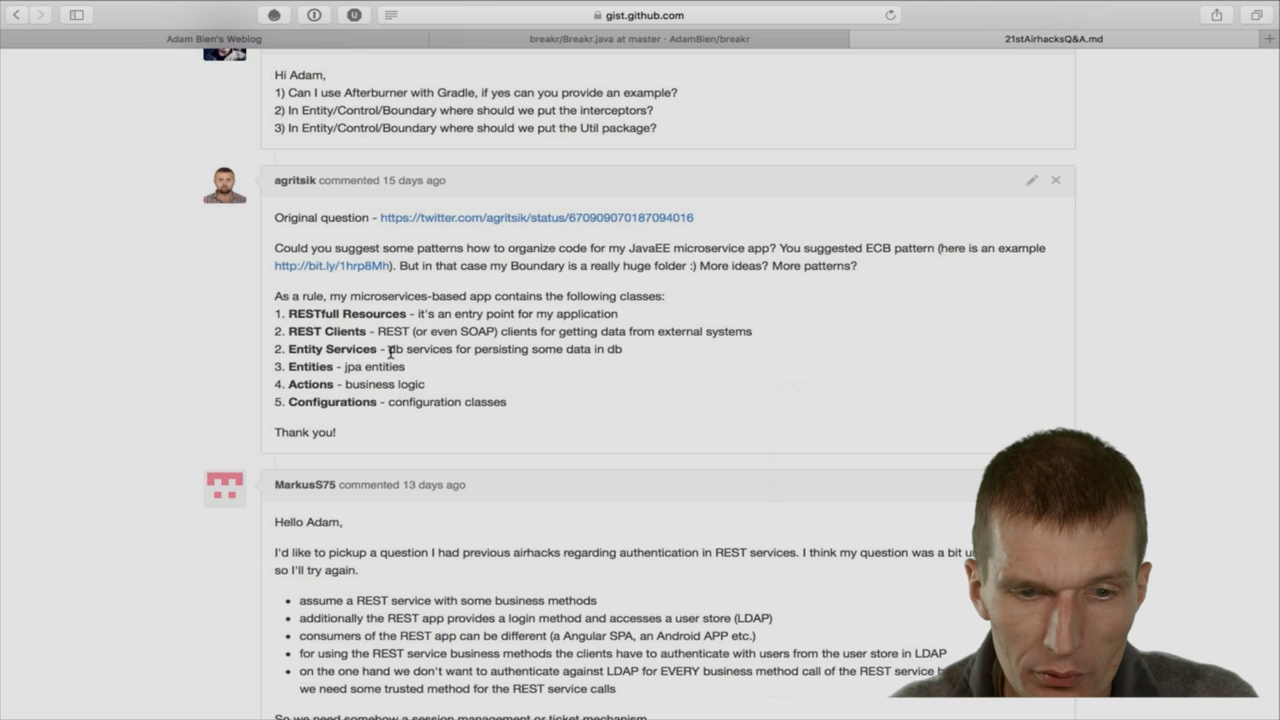 gist.github.com
Adam Bien's Weblog
breakr/Breakr.java at master · AdamBien/breakr
21stAirhacksQ&A.md
Hi Adam,
1) Can I use Afterburner with Gradle, if yes can you provide an example?
2) In Entity/Control/Boundary where should we put the interceptors?
3) In Entity/Control/Boundary where should we put the Util package?
agritsik commented 15 days ago
Original question - https://twitter.com/agritsik/status/670909070187094016
Could you suggest some patterns how to organize code for my JavaEE microservice app? You suggested ECB pattern (here is an example
http://bit.ly/1hrp8Mh). But in that case my Boundary is a really huge folder :) More ideas? More patterns?
As a rule, my microservices-based app contains the following classes:
1. RESTfull Resources - it's an entry point for my application
2. REST Clients - REST (or even SOAP) clients for getting data from external systems
2. Entity Services - db services for persisting some data in db
3. Entities - jpa entities
4. Actions - business logic
5. Configurations - configuration classes
Thank you!
MarkusS75 commented 13 days ago
Hello Adam,
I'd like to pickup a question I had previous airhacks regarding authentication in REST services. I think my question was a bit
so I'll try again.
• assume a REST service with some business methods
• additionally the REST app provides a login method and accesses a user store (LDAP)
• consumers of the REST app can be different (a Angular SPA, an Android APP etc.)
• for using the REST service business methods the clients have to authenticate with users from the user store in LDAP
• on the one hand we don't want to authenticate against LDAP for EVERY business method call of the REST service
we need some trusted method for the REST service calls
So we need somehow a session management or ticket mechanism